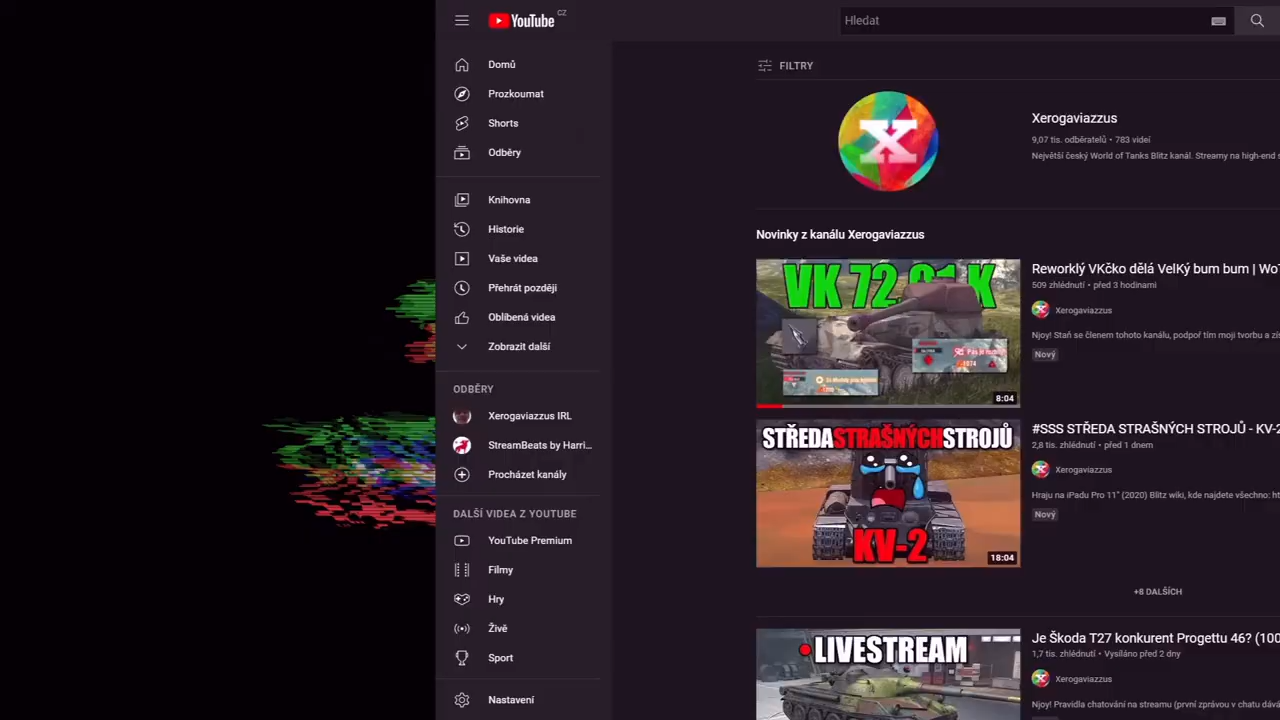 YouTube CZ
Hledat
Domů
Prozkoumat
Shorts
Odběry
Knihovna
Historie
Vaše videa
Přehrát později
Oblíbená videa
Zobrazit další
ODBĚRY
Xerogaviazzus IRL
StreamBeats by Harri...
Procházet kanály
DALŠÍ VIDEA Z YOUTUBE
YouTube Premium
Filmy
Hry
Živě
Sport
Nastavení
FILTRY
X
Xerogaviazzus
9,07 tis. odběratelů • 783 videí
Největší český World of Tanks Blitz kanál. Streamy na high-end
Novinky z kanálu Xerogaviazzus
VK 72.01 K
8:04
Reworklý VKčko dělá VelKý bum bum |
509 zhlédnutí • před 3 hodinami
Xerogaviazzus
Njoy! Staň se členem tohoto kanálu, podpoř tím moji tvorbu a
Nový
STŘEDA STRAŠNÝCH STROJŮ
KV-2
18:04
#SSS STŘEDA STRAŠNÝCH STROJŮ - KV-2
2,8 tis. zhlédnutí • před 1 dnem
Xerogaviazzus
Hraju na iPadu Pro 11" (2020) Blitz wiki, kde najdete všechno:
Nový
+8 DALŠÍCH
LIVESTREAM
Je Škoda T27 konkurent Progettu 46? (100
1,7 tis. zhlédnutí • Vysíláno před 2 dny
Xerogaviazzus
Njoy! Pravidla chatování na streamu (první zprávou v chatu